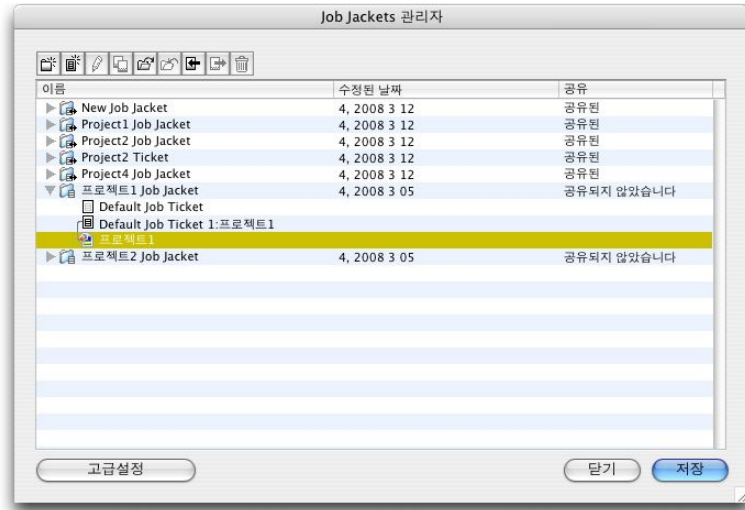 Job Jackets 관리자
이름 수정된 날짜 공유
New Job Jacket 4, 2008 3 12 공유된
Project1 Job Jacket 4, 2008 3 12 공유된
Project2 Job Jacket 4, 2008 3 12 공유된
Project2 Ticket 4, 2008 3 12 공유된
Project4 Job Jacket 4, 2008 3 12 공유된
프로젝트1 Job Jacket 4, 2008 3 05 공유되지 않았습니다
Default Job Ticket
Default Job Ticket 1:프로젝트1
프로젝트1
프로젝트2 Job Jacket 4, 2008 3 05 공유되지 않았습니다
고급설정 닫기 저장